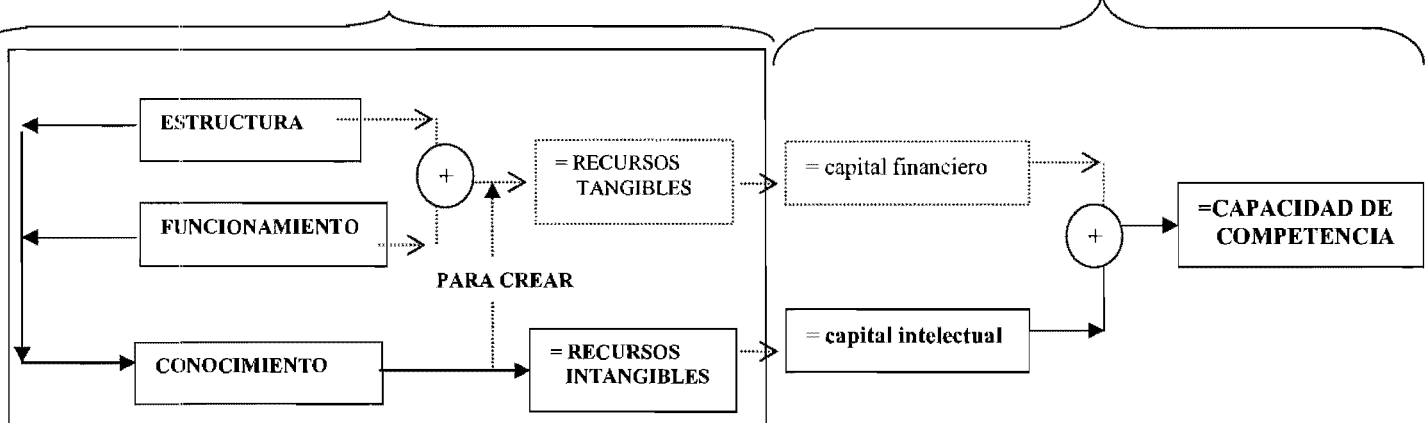 ESTRUCTURA
+
= RECURSOS
TANGIBLES
= capital financiero
FUNCIONAMIENTO
PARA CREAR
+
=CAPACIDAD DE
COMPETENCIA
CONOCIMIENTO
= RECURSOS
INTANGIBLES
= capital intelectual